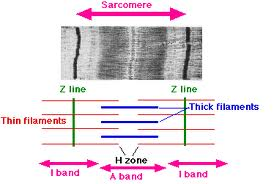 Sarcomere
Z line
Z line
Thick filaments
Thin filaments
H zone
I band
A band
I band